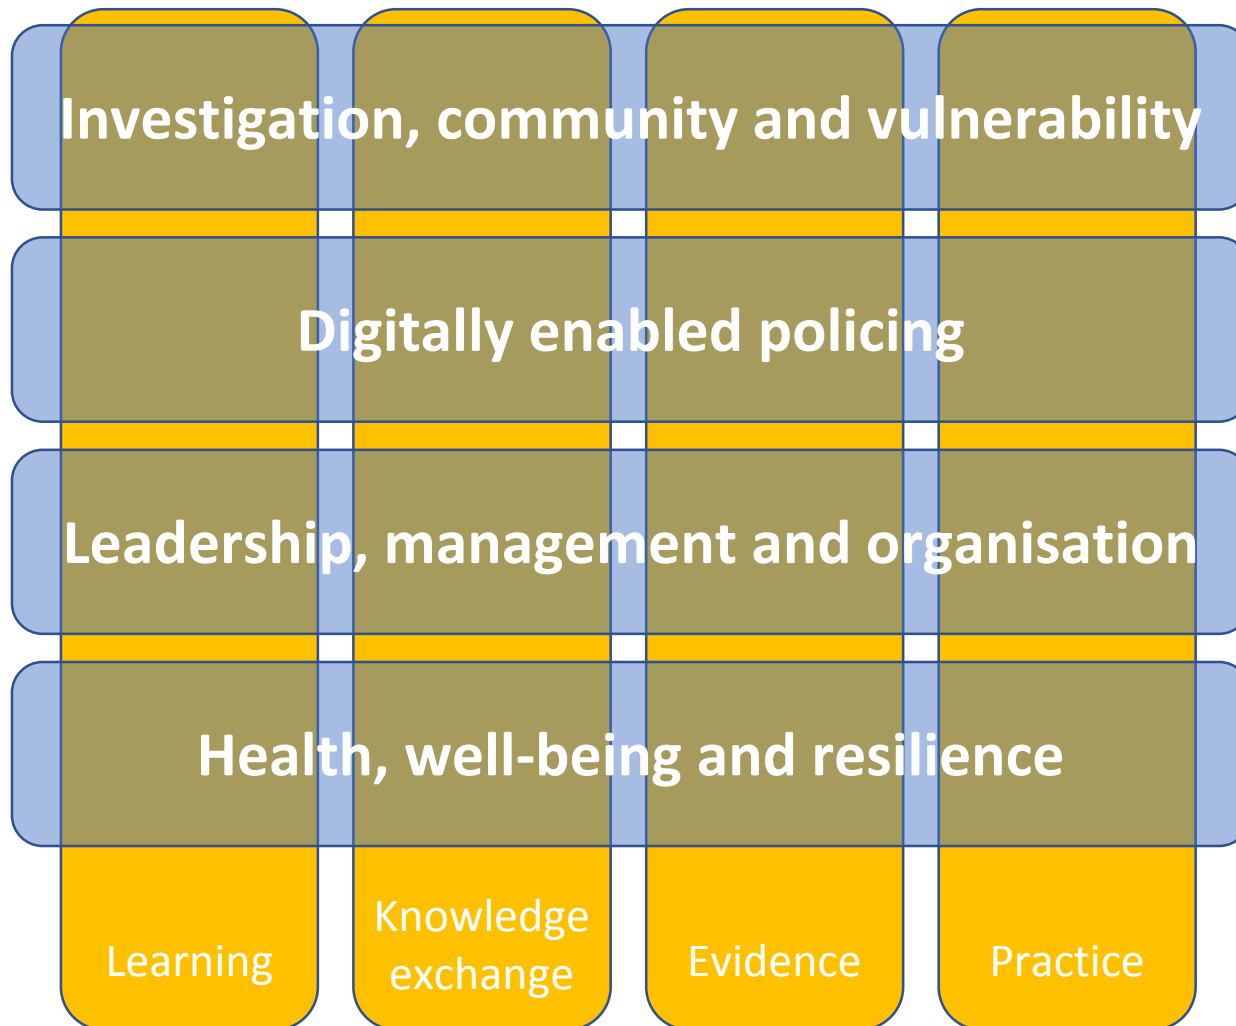 Investigation, community and vulnerability
Digitally enabled policing
Leadership, management and organisation
Health, well-being and resilience
Learning
Knowledge
exchange
Evidence
Practice